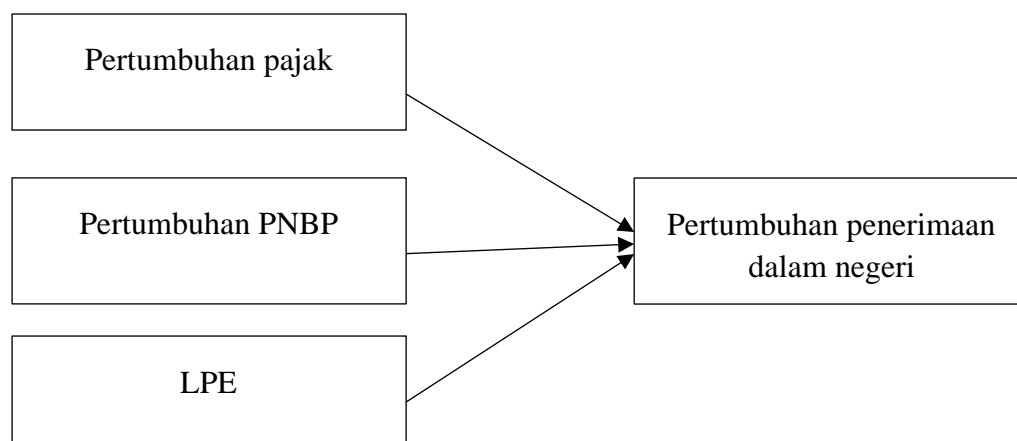 Pertumbuhan pajak
Pertumbuhan PNBP
Pertumbuhan penerimaan
dalam negeri
LPE